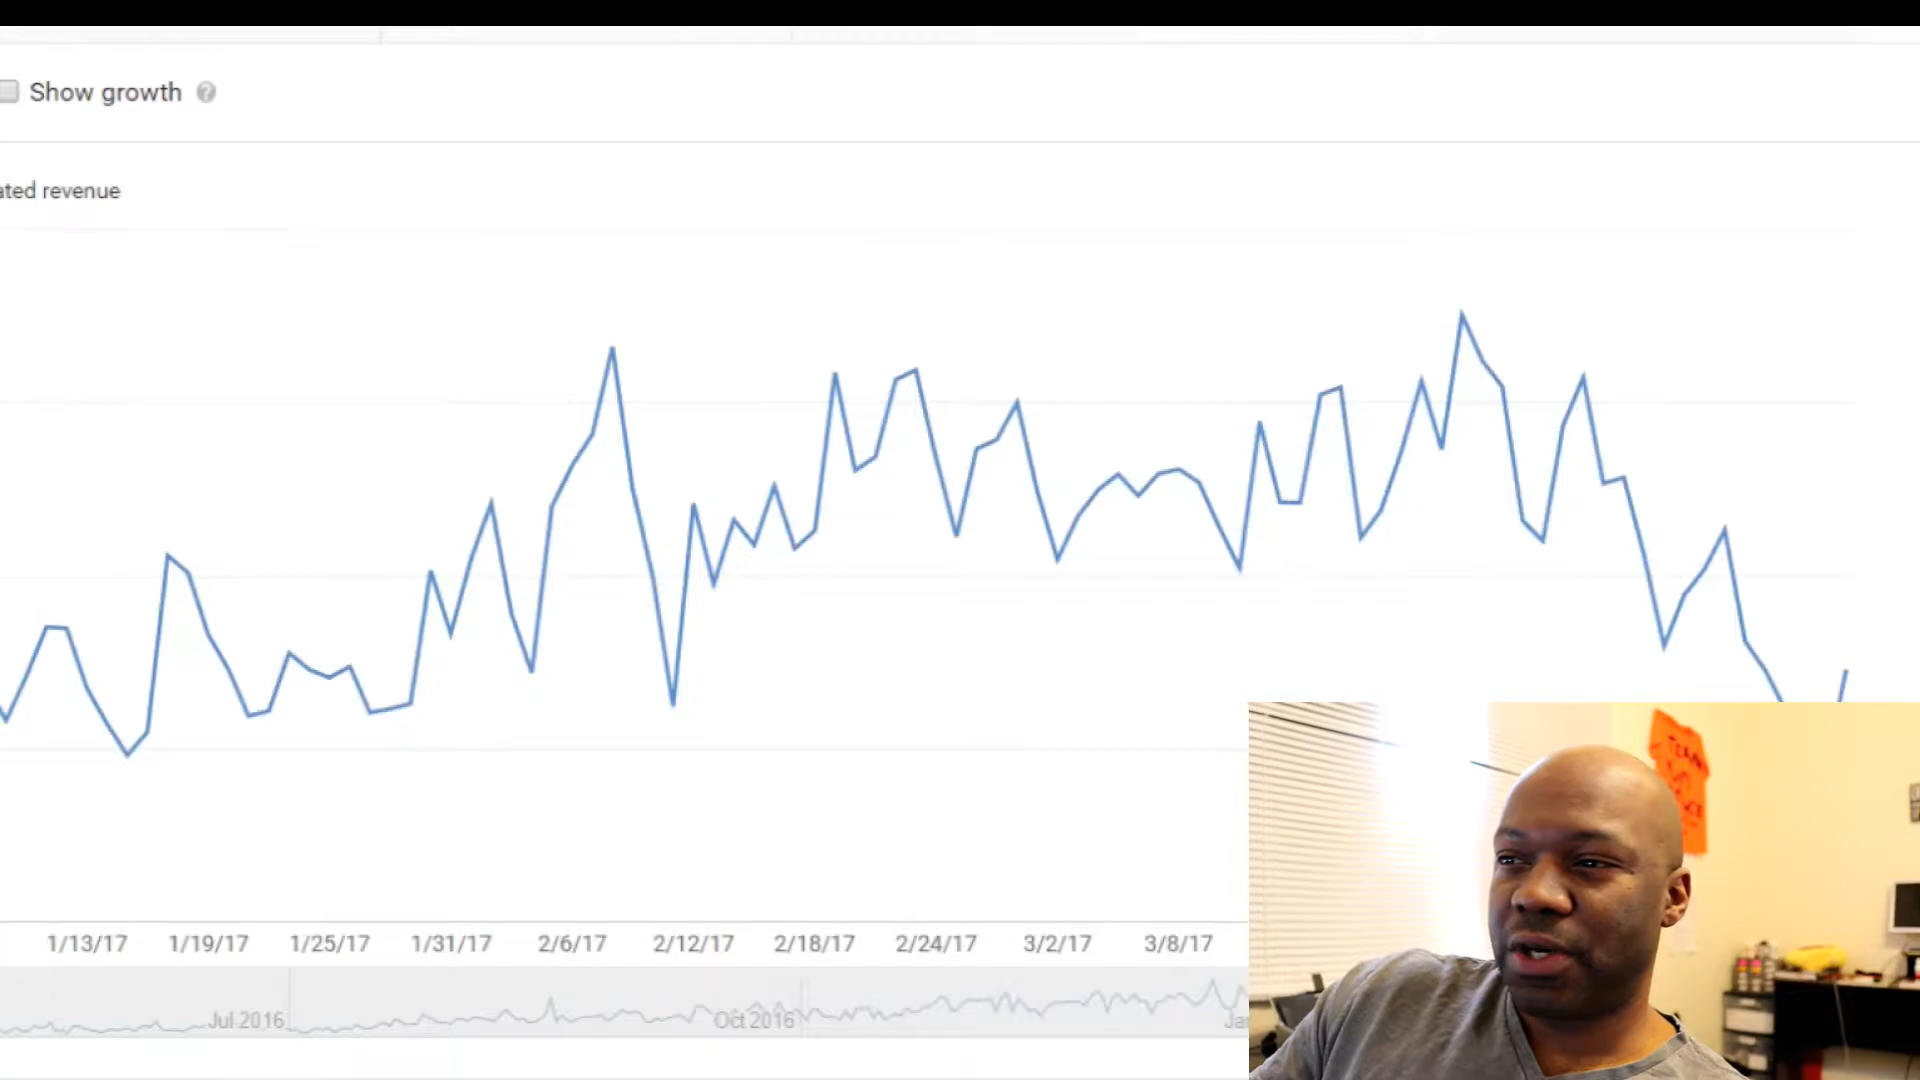 Show growth ?
ated revenue
1/13/17 1/19/17 1/25/17 1/31/17 2/6/17 2/12/17 2/18/17 2/24/17 3/2/17 3/8/17
Jul 2016 Oct 2016 Ja
TEAM